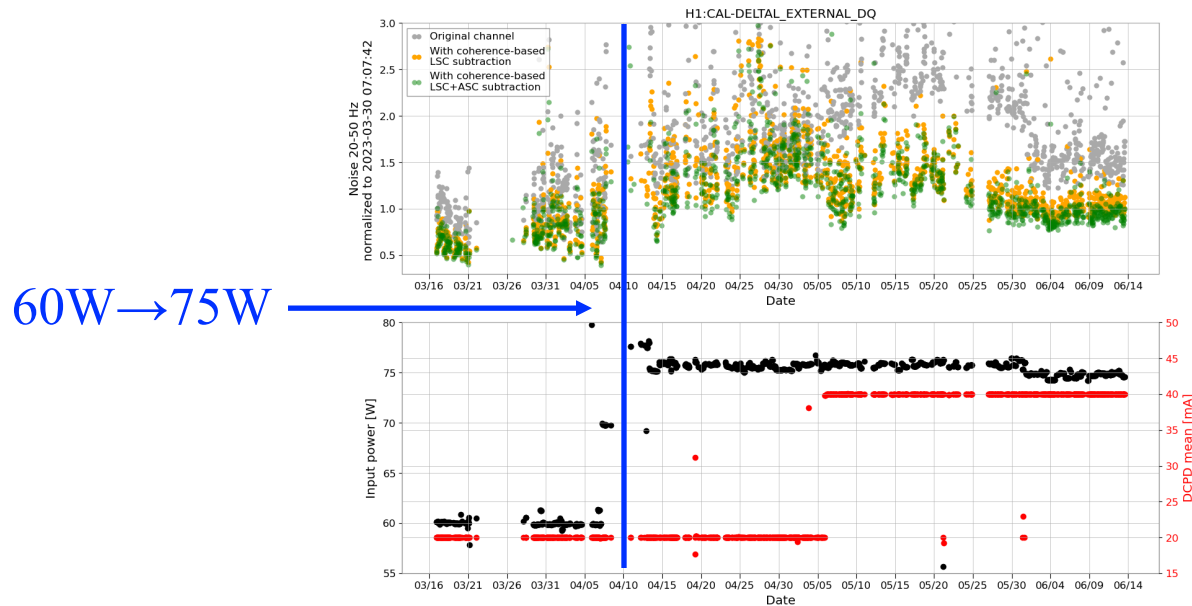 H1:CAL-DELTAL_EXTERNAL_DQ
Noise 20-50 Hz
normalized to 2023-03-30 07:07:42
3.0
2.5
2.0
1.5
1.0
0.5
Original channel
With coherence-based
LSC subtraction
With coherence-based
LSC+ASC subtraction
03/16 03/21 03/26 03/31 04/05 04/10 04/15 04/20 04/25 04/30 05/05 05/10 05/15 05/20 05/25 05/30 06/04 06/09 06/14
Date
60W→75W
Input power [W]
80
75
70
65
60
55
50
45
40
35
30
25
20
15
DCPD mean [mA]
03/16 03/21 03/26 03/31 04/05 04/10 04/15 04/20 04/25 04/30 05/05 05/10 05/15 05/20 05/25 05/30 06/04 06/09 06/14
Date